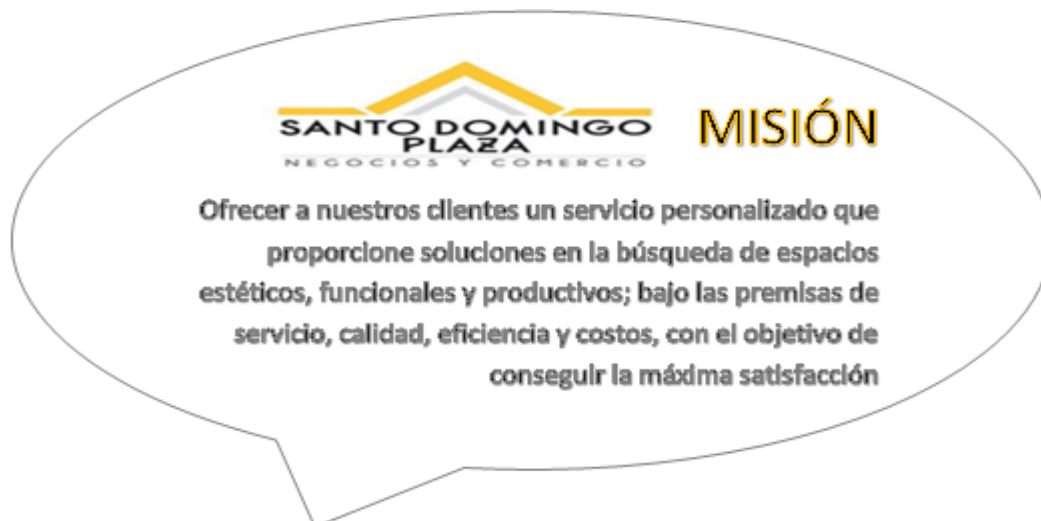 SANTO DOMINGO
PLAZA
NEGOCIOS Y COMERCIO
MISIÓN
Ofrecer a nuestros clientes un servicio personalizado que
proporcione soluciones en la búsqueda de espacios
estéticos, funcionales y productivos; bajo las premisas de
servicio, calidad, eficiencia y costos, con el objetivo de
conseguir la máxima satisfacción